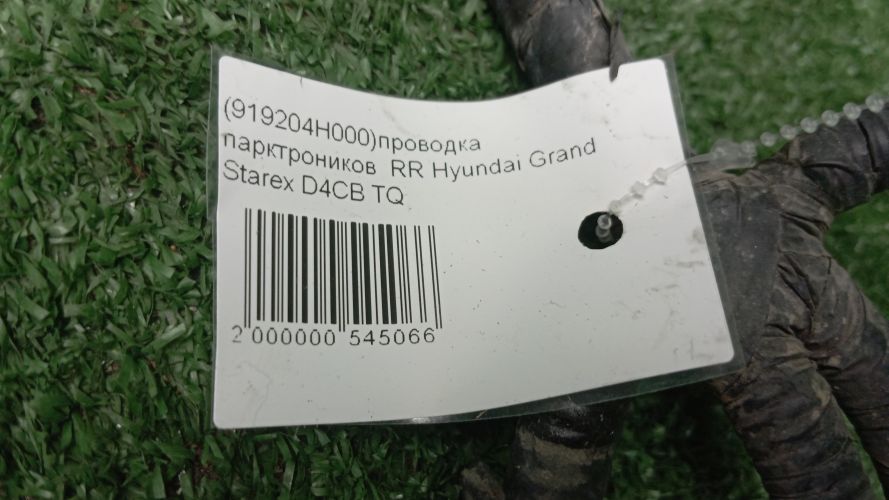 (919204H000)проводка
парктроников RR Hyundai Grand
Starex D4CB TQ
2 000000 545066